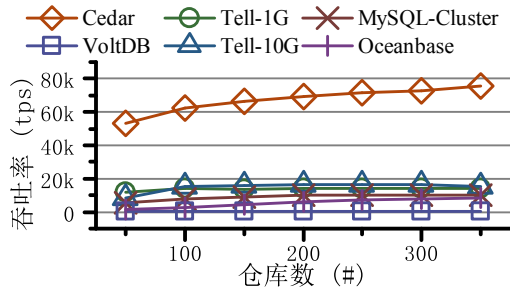 Cedar Tell-1G MySQL-Cluster
VoltDB Tell-10G Oceanbase
吞吐率 (tps)
80k
60k
40k
20k
0
100 200 300
仓库数 (#)